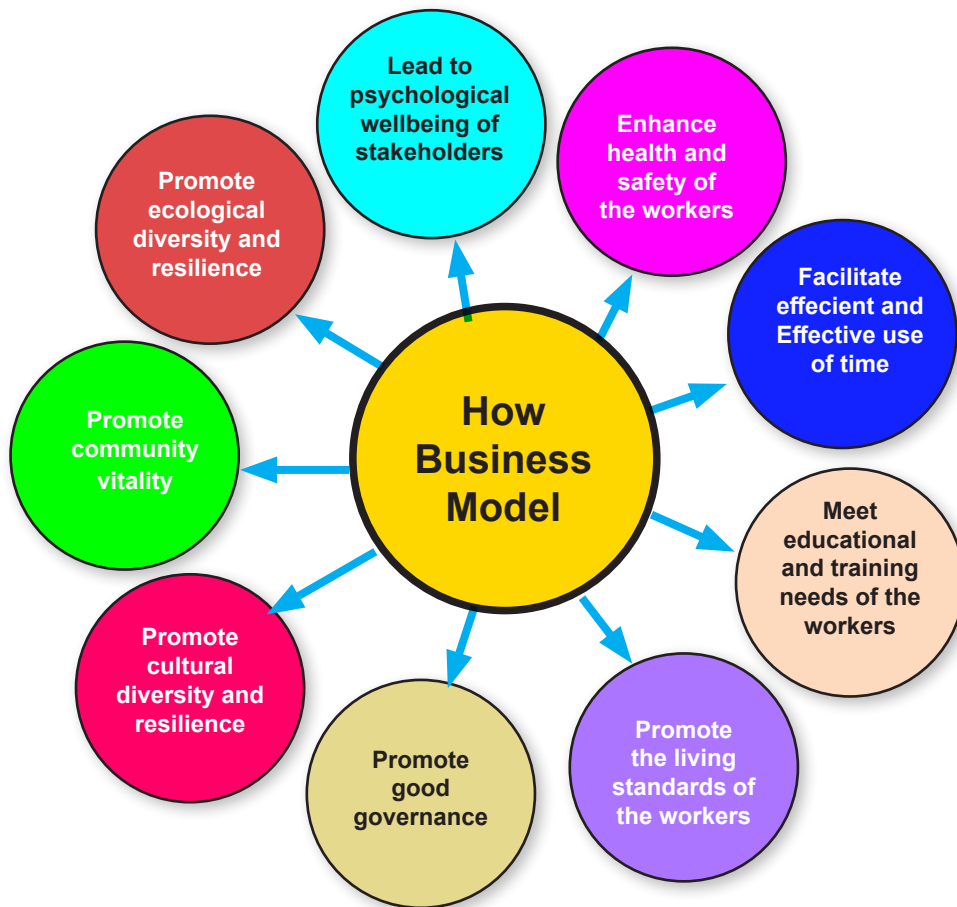 Lead to
psychological
wellbeing of
stakeholders
Enhance
health and
safety of
the workers
Facilitate
effecient and
Effective use
of time
Meet
educational
and training
needs of the
workers
Promote
the living
standards of
the workers
Promote
good
governance
Promote
cultural
diversity and
resilience
Promote
community
vitality
Promote
ecological
diversity and
resilience
How
Business
Model